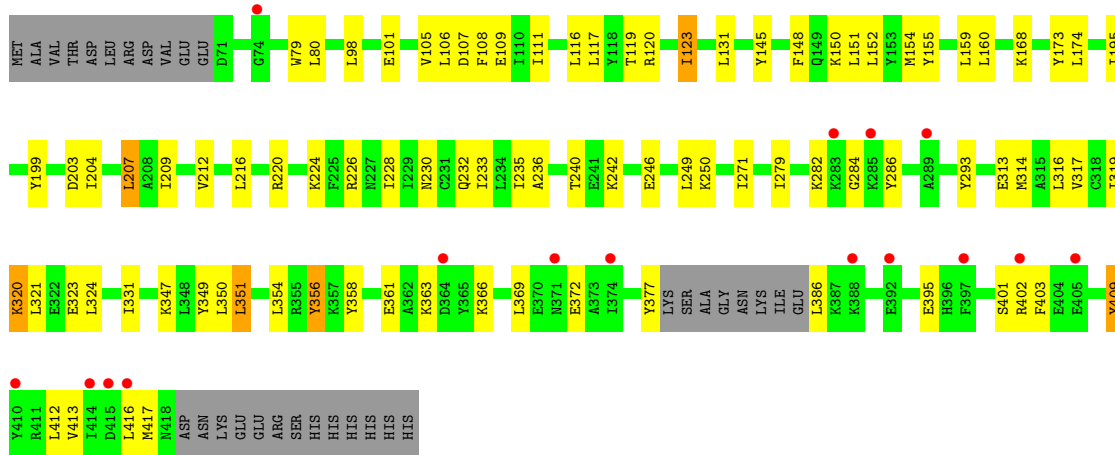 MET ALA VAL THR ASP LEU ARG ASP VAL GLU GLU D71 G74 W79 L80 L98 E101 V105 L106 D107 F108 E109 I110 I111 L116 L117 Y118 T119 R120 I123 L131 Y145 F148 Q149 K150 L151 L152 Y153 M154 Y155 L159 L160 K168 Y173 L174 I195
Y199 D203 I204 L207 A208 I209 V212 L216 R220 K224 F225 R226 N227 I228 I229 N230 C231 Q232 I233 L234 I235 A236 T240 E241 K242 E246 L249 K250 I271 I279 K282 K283 G284 K285 Y286 A289 Y293 E313 M314 A315 L316 V317 C318 I319
K320 L321 E322 E323 L324 I331 K347 L348 Y349 L350 L351 L354 R355 Y356 K357 Y358 E361 A362 K363 D364 Y365 K366 L369 E370 N371 E372 A373 I374 Y377 LYS SER ALA GLY ASN LYS ILE GLU L386 K387 K388 E392 E395 H396 F397 S401 R402 F403 E404 E405 Y409
Y410 R411 L412 V413 I414 D415 L416 M417 N418 ASP ASN LYS GLU GLU ARG SER HIS HIS HIS HIS HIS HIS